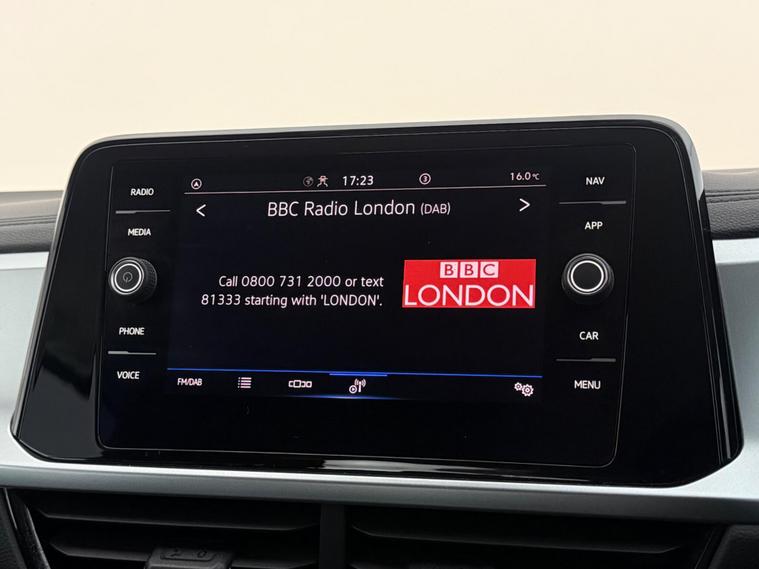 RADIO
MEDIA
PHONE
VOICE
17:23
3
16.0°C
BBC Radio London (DAB)
Call 0800 731 2000 or text
81333 starting with 'LONDON'.
BBC
LONDON
FM/DAB
NAV
APP
CAR
MENU